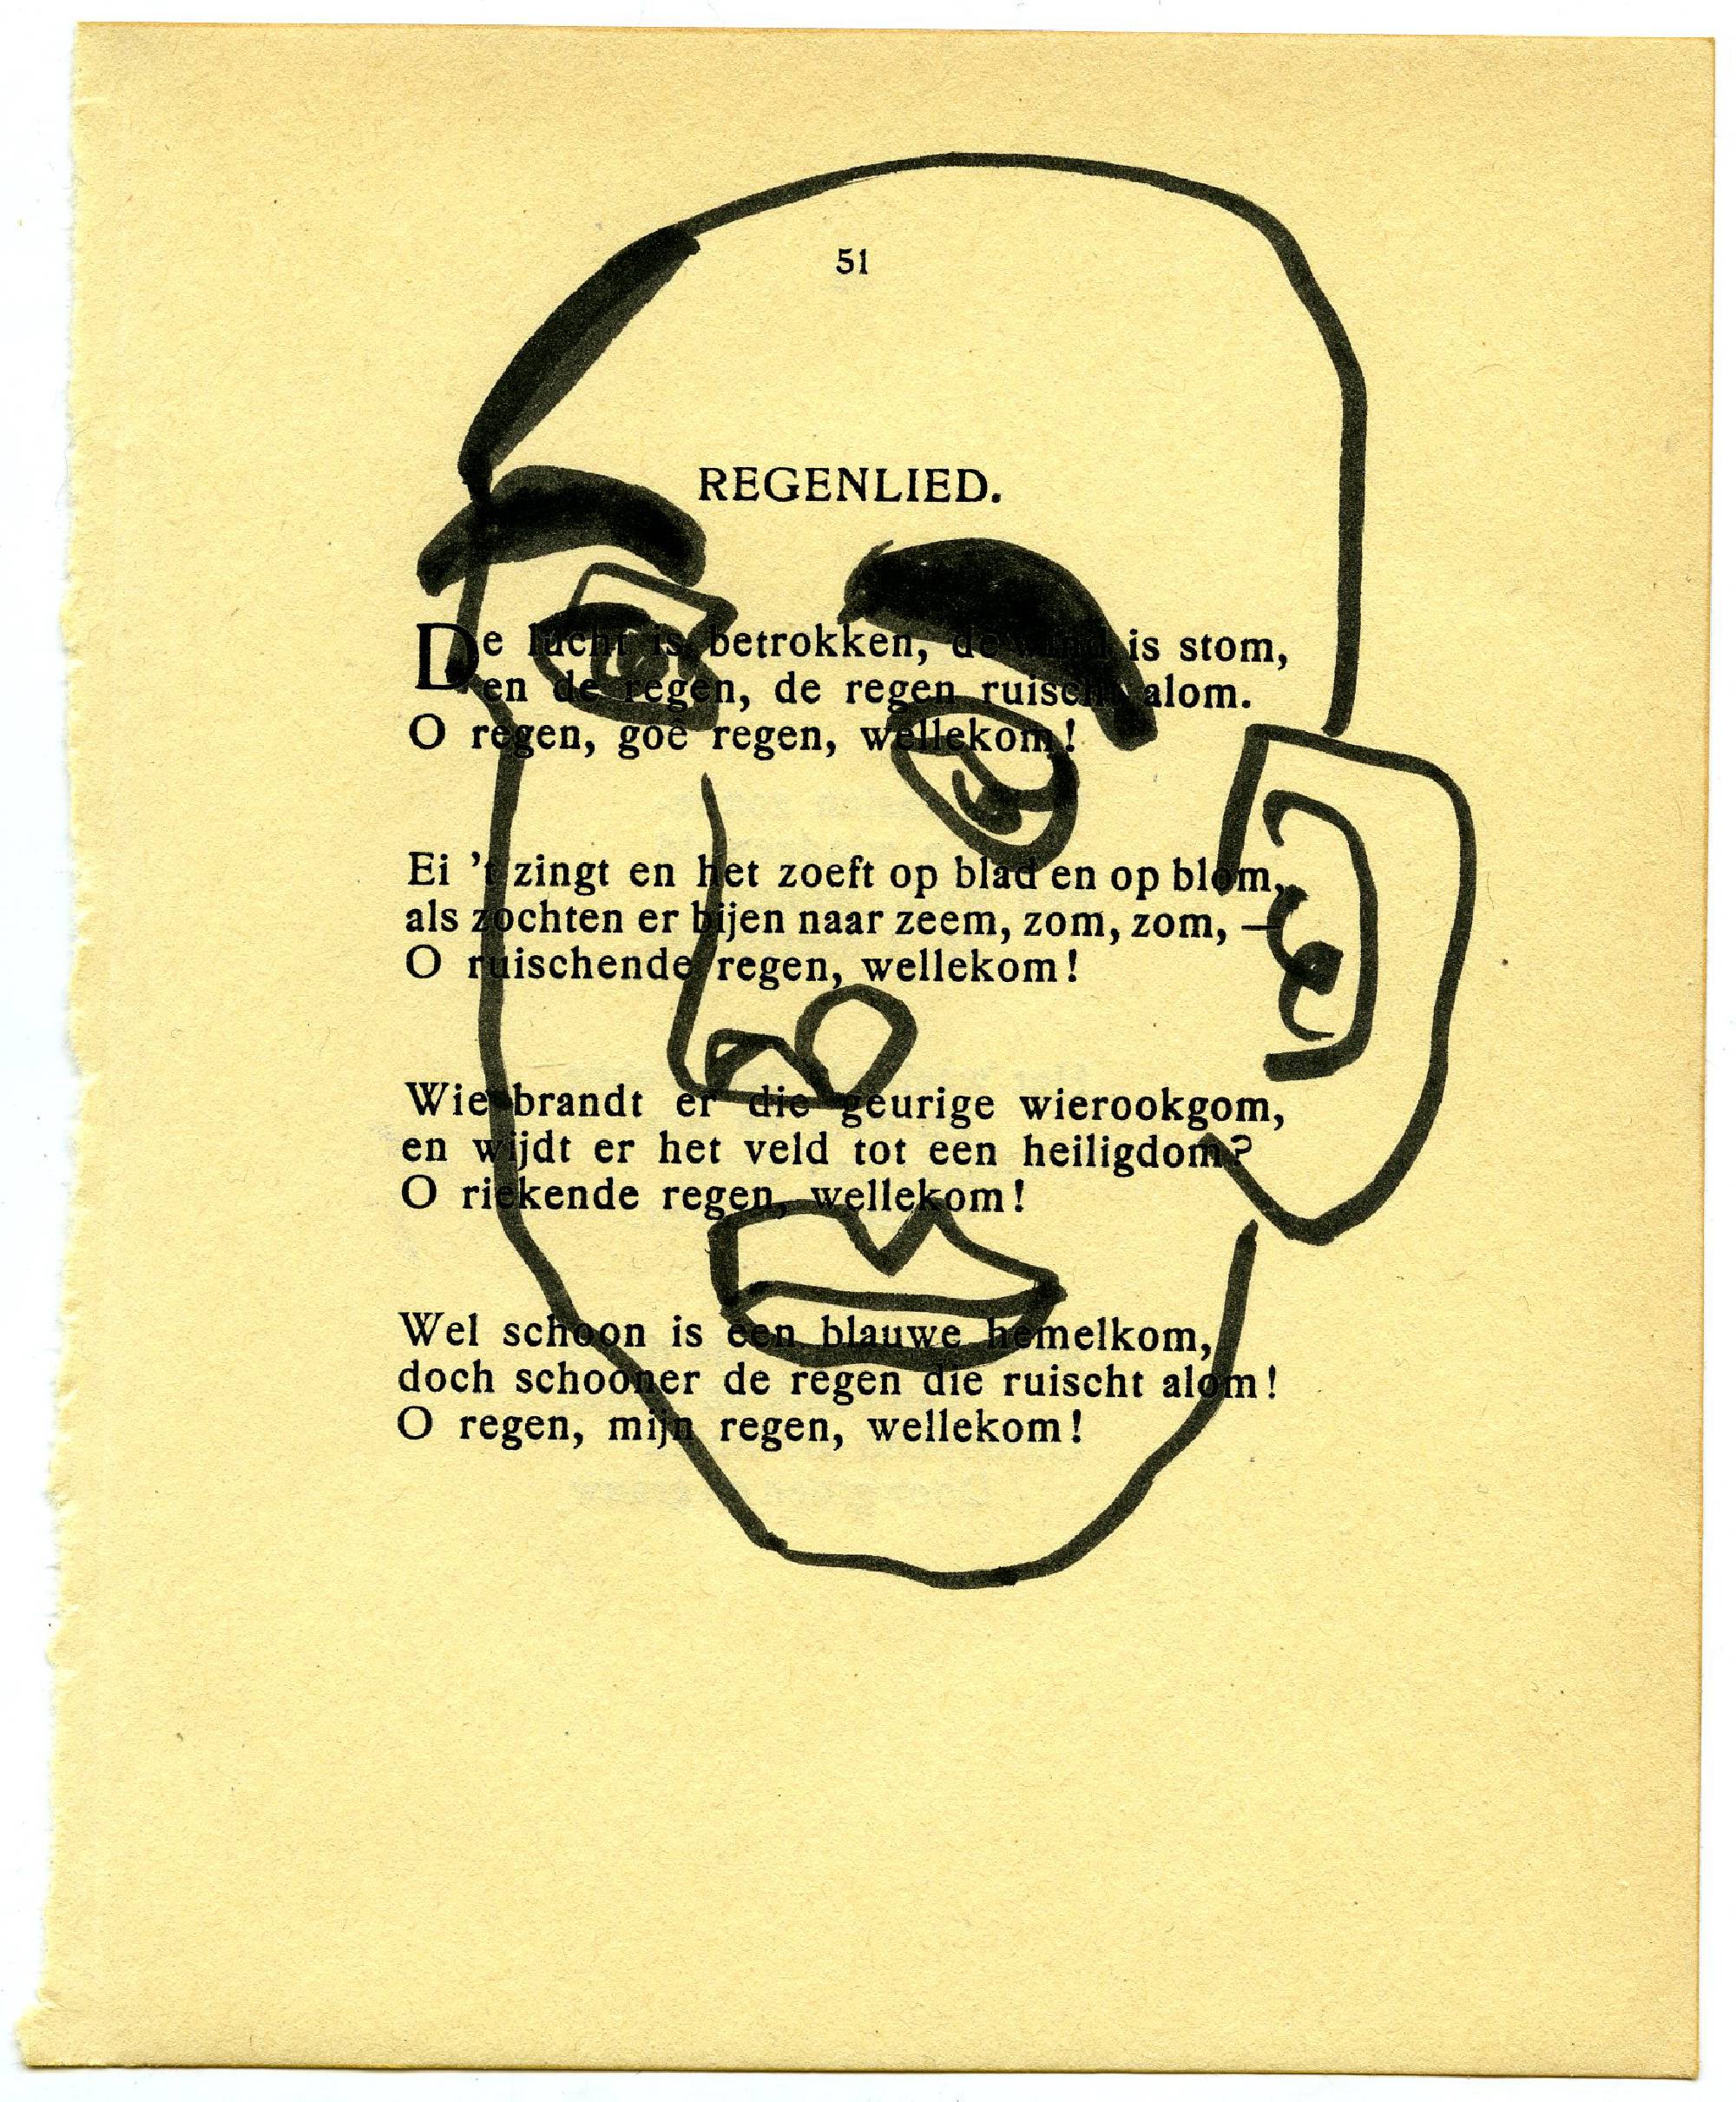 51
REGENLIED.
De lucht is betrokken, de wind is stom,
en de regen, de regen ruischt alom.
O regen, goê regen, wellekom!
Ei 't zingt en het zoeft op blad en op blom,
als zochten er bijen naar zeem, zom, zom, —
O ruischende regen, wellekom!
Wie brandt er die geurige wierookgom,
en wijdt er het veld tot een heiligdom?
O riekende regen, wellekom!
Wel schoon is een blauwe hemelkom,
doch schooner de regen die ruischt alom!
O regen, mijn regen, wellekom!